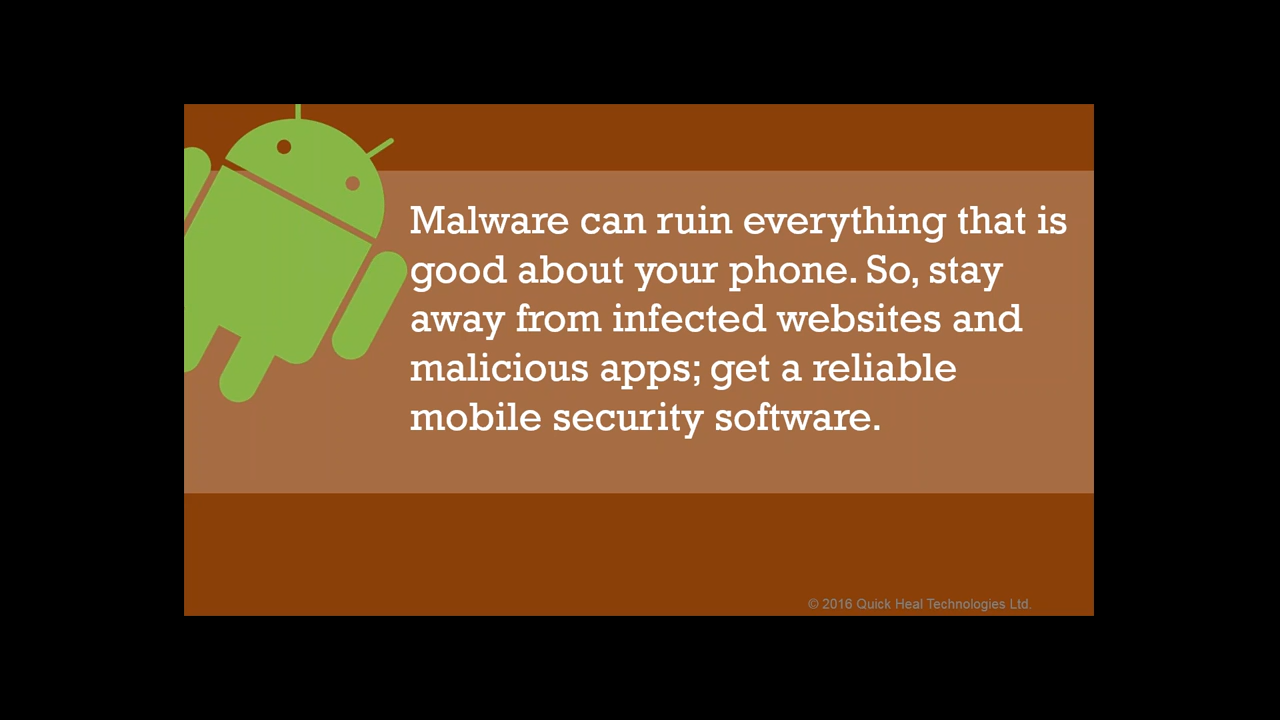 Malware can ruin everything that is
good about your phone. So, stay
away from infected websites and
malicious apps; get a reliable
mobile security software.
© 2016 Quick Heal Technologies Ltd.